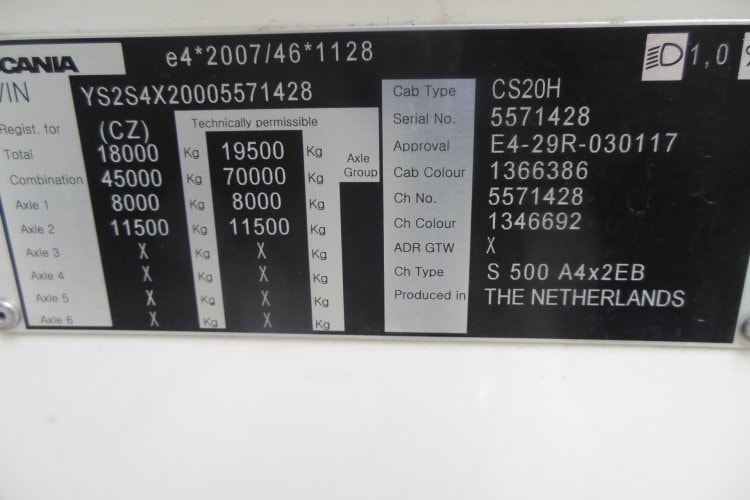 SCANIA e4*2007/46*1128 1,0 %
VIN YS2S4X20005571428
Regist. for (CZ) Technically permissible
Total 18000 Kg 19500 Kg Axle Group
Combination 45000 Kg 70000 Kg
Axle 1 8000 Kg 8000 Kg
Axle 2 11500 Kg 11500 Kg
Axle 3 X Kg X Kg
Axle 4 X Kg X Kg
Axle 5 X Kg X Kg
Axle 6 X Kg X Kg
Cab Type CS20H
Serial No. 5571428
Approval E4-29R-030117
Cab Colour 1366386
Ch No. 5571428
Ch Colour 1346692
ADR GTW X
Ch Type S 500 A4x2EB
Produced in THE NETHERLANDS